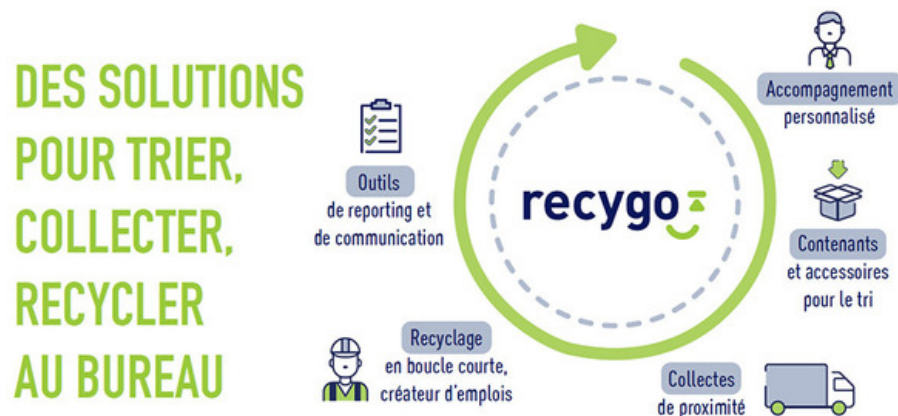 DES SOLUTIONS
POUR TRIER,
COLLECTER,
RECYCLER
AU BUREAU
recygo
Accompagnement
personnalisé
Contenants
et accessoires
pour le tri
Collectes
de proximité
Recyclage
en boucle courte,
créateur d'emplois
Outils
de reporting et
de communication